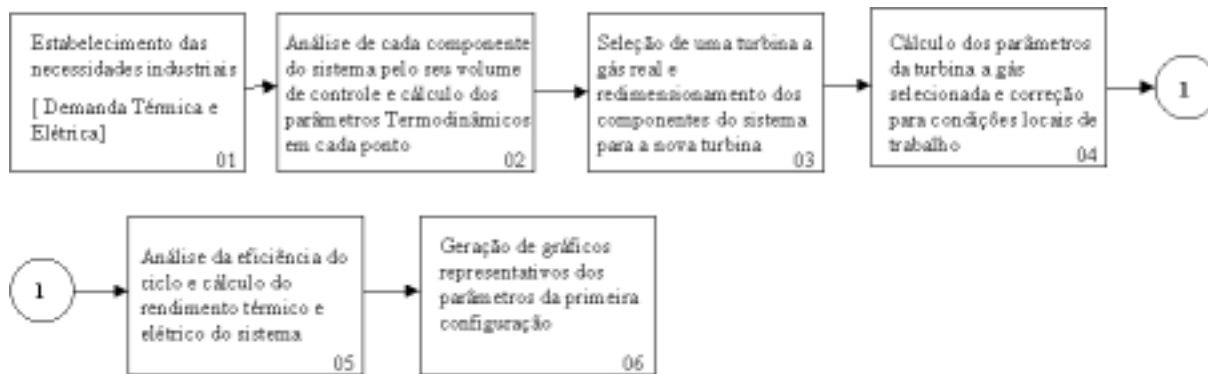 Estabelecimento das
necessidades industriais
[ Demanda Térmica e
Elétrica]
01
Análise de cada componente
do sistema pelo seu volume
de controle e cálculo dos
parâmetros Termodinâmicos
em cada ponto
02
Seleção de uma turbina a
gás real e
redimensionamento dos
componentes do sistema
para a nova turbina
03
Cálculo dos parâmetros
da turbina a gás
selecionada e correção
para condições locais de
trabalho
04
1
1
Análise da eficiência do
ciclo e cálculo do
rendimento térmico e
elétrico do sistema
05
Geração de gráficos
representativos dos
parâmetros da primeira
configuração
06